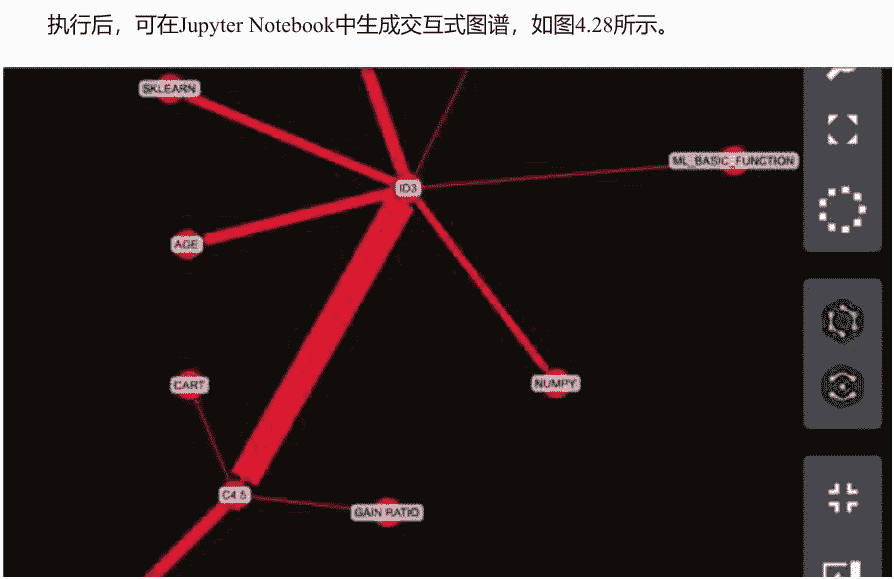 执行后，可在Jupyter Notebook中生成交互式图谱，如图4.28所示。
SKLEARN
ML_BASIC_FUNCTION
ID3
AGE
CART
NUMPY
C4.5
GAIN RATIO